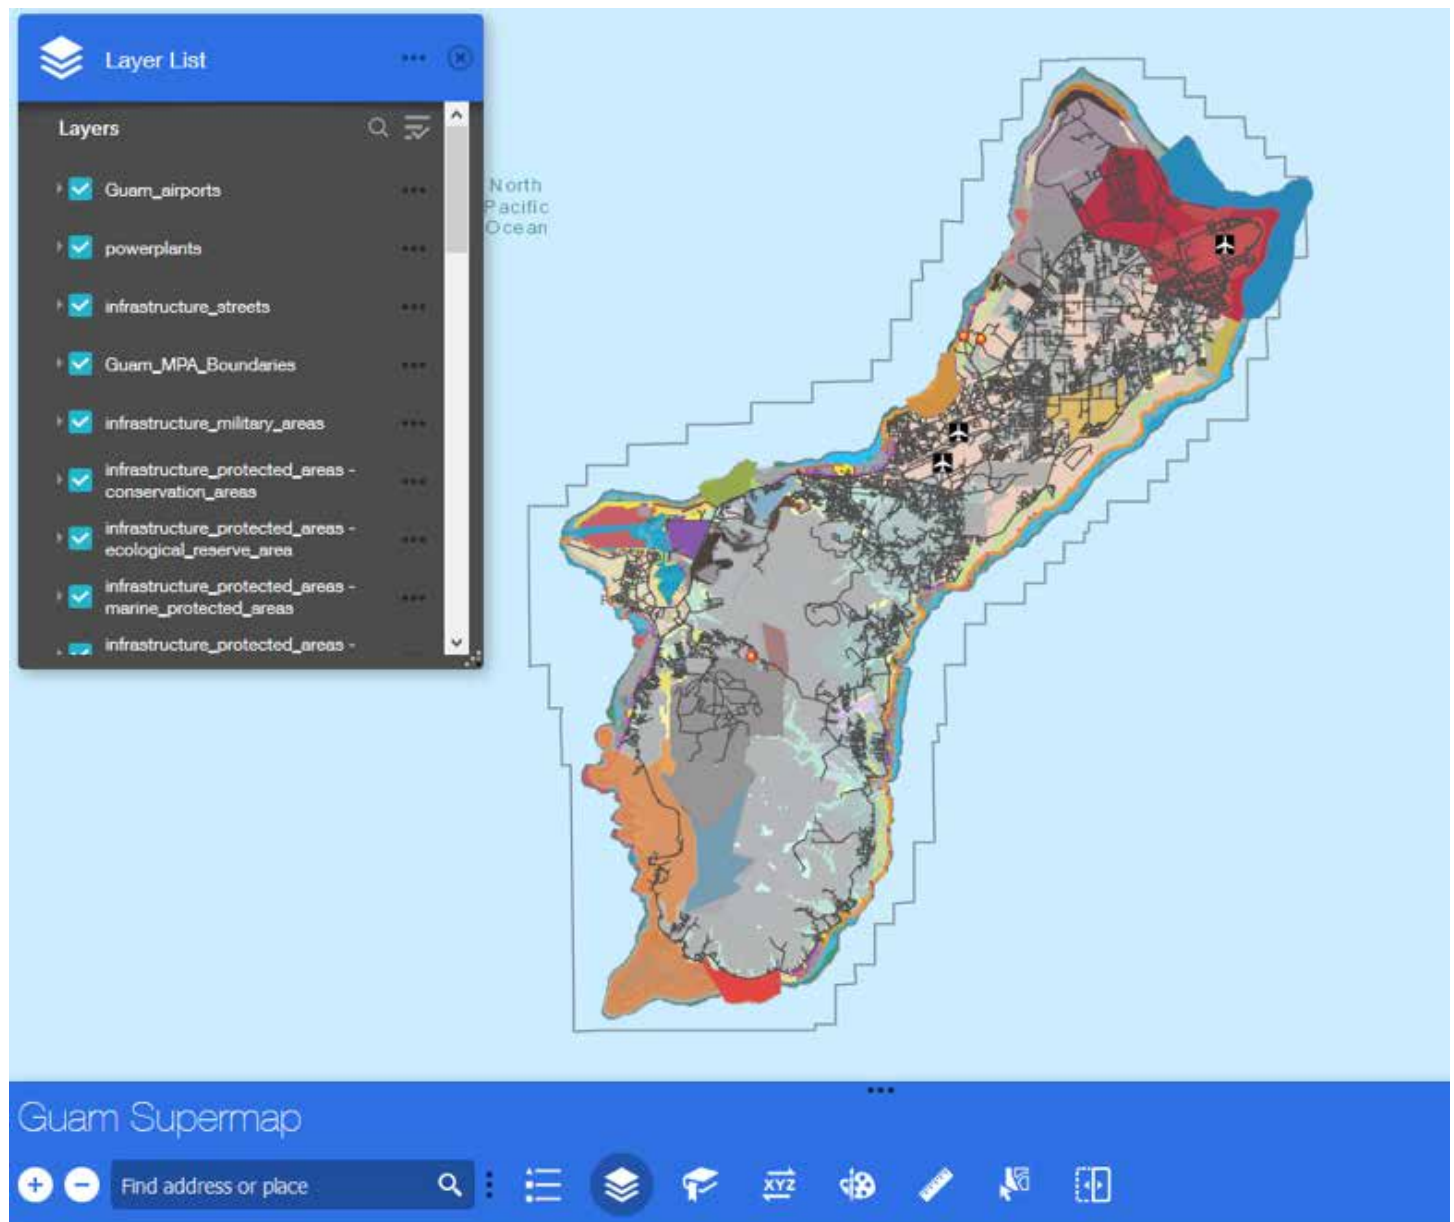 Layer List
Layers
Guam_airports
powerplants
infrastructure_streets
Guam_MPA_Boundaries
infrastructure_military_areas
infrastructure_protected_areas -
conservation_areas
infrastructure_protected_areas -
ecological_reserve_area
infrastructure_protected_areas -
marine_protected_areas
infrastructure_protected_areas -
North
Pacific
Ocean
Guam Supermap
Find address or place
XYZ